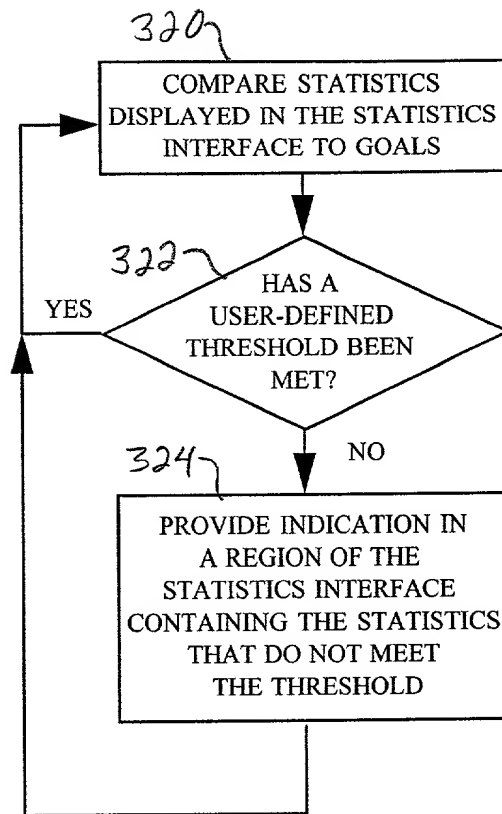 320
COMPARE STATISTICS
DISPLAYED IN THE STATISTICS
INTERFACE TO GOALS
322
HAS A
USER-DEFINED
THRESHOLD BEEN
MET?
YES
NO
324
PROVIDE INDICATION IN
A REGION OF THE
STATISTICS INTERFACE
CONTAINING THE STATISTICS
THAT DO NOT MEET
THE THRESHOLD